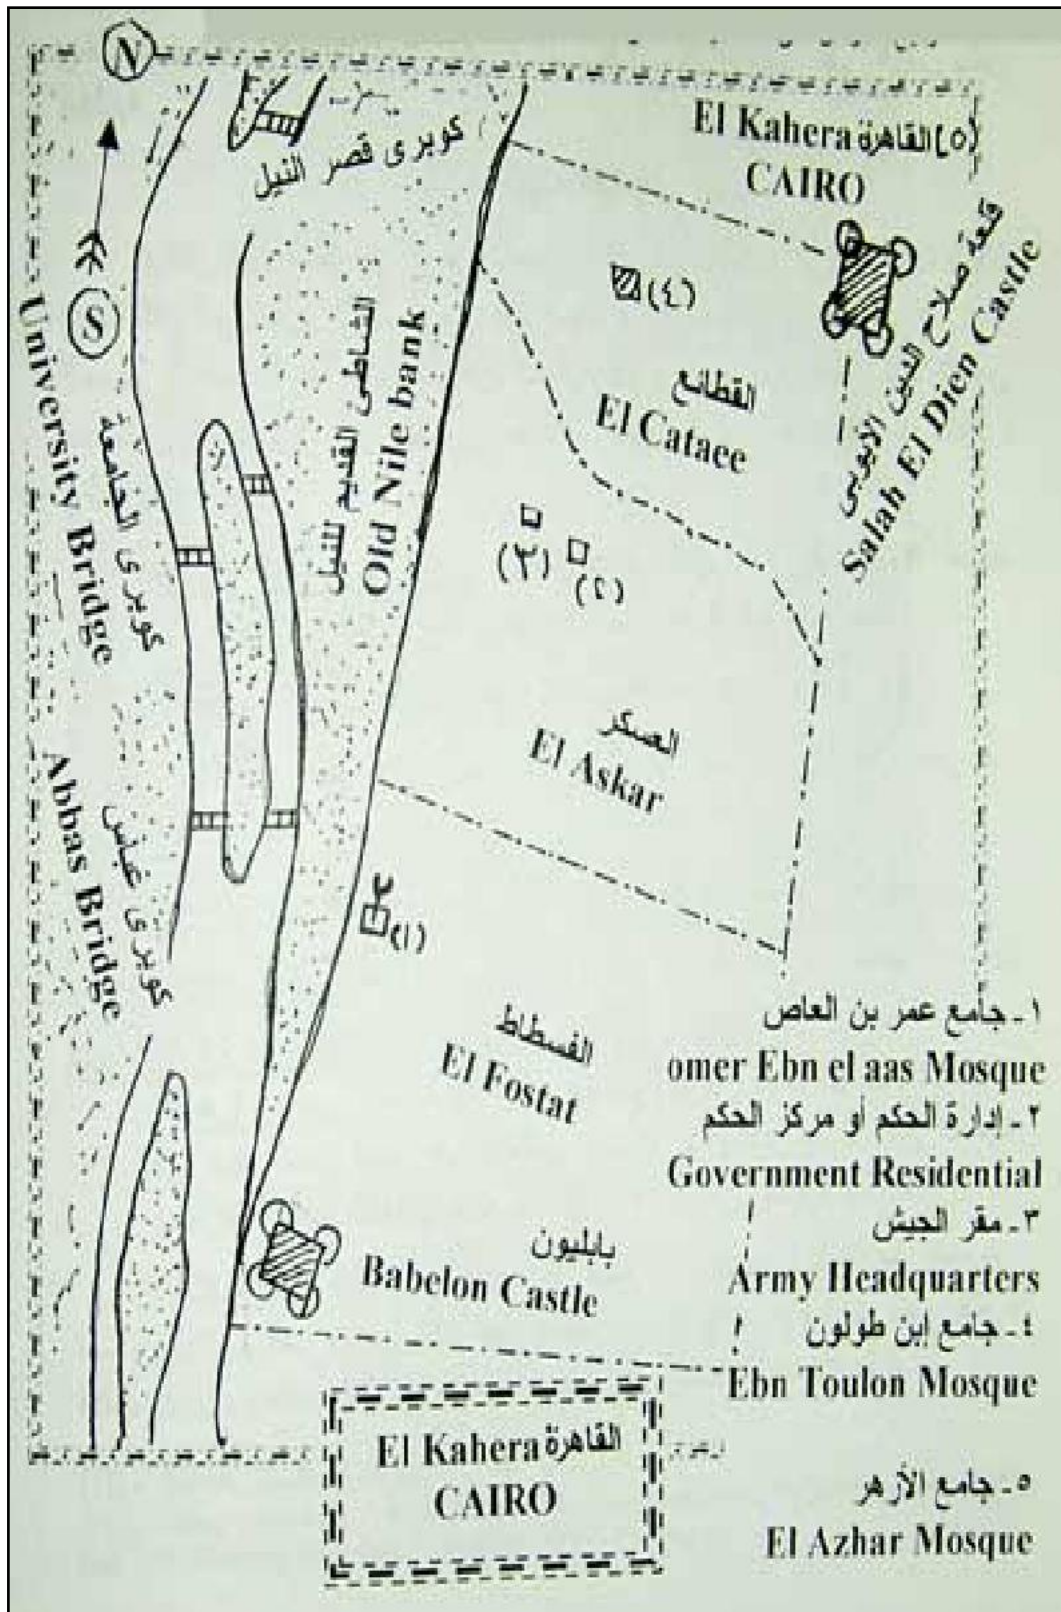 N
كوبرى قصر النيل
El Kahera القاهرة (٥)
CAIRO
قلعة صلاح الدين الأيوبى
Salah El Dien Castle
(٤)
القطائع
El Cataee
S
University Bridge
كوبرى الجامعة
الشاطئ القديم للنيل
Old Nile bank
(٣)
(٢)
العسكر
El Askar
Abbas Bridge
كوبرى عباس
(١)
الفسطاط
El Fostat
بابليون
Babelon Castle
١ - جامع عمر بن العاص
omer Ebn el aas Mosque
٢ - إدارة الحكم أو مركز الحكم
Government Residential
٣ - مقر الجيش
Army Headquarters
٤ - جامع إبن طولون
Ebn Toulon Mosque
٥ - جامع الأزهر
El Azhar Mosque
El Kahera القاهرة
CAIRO